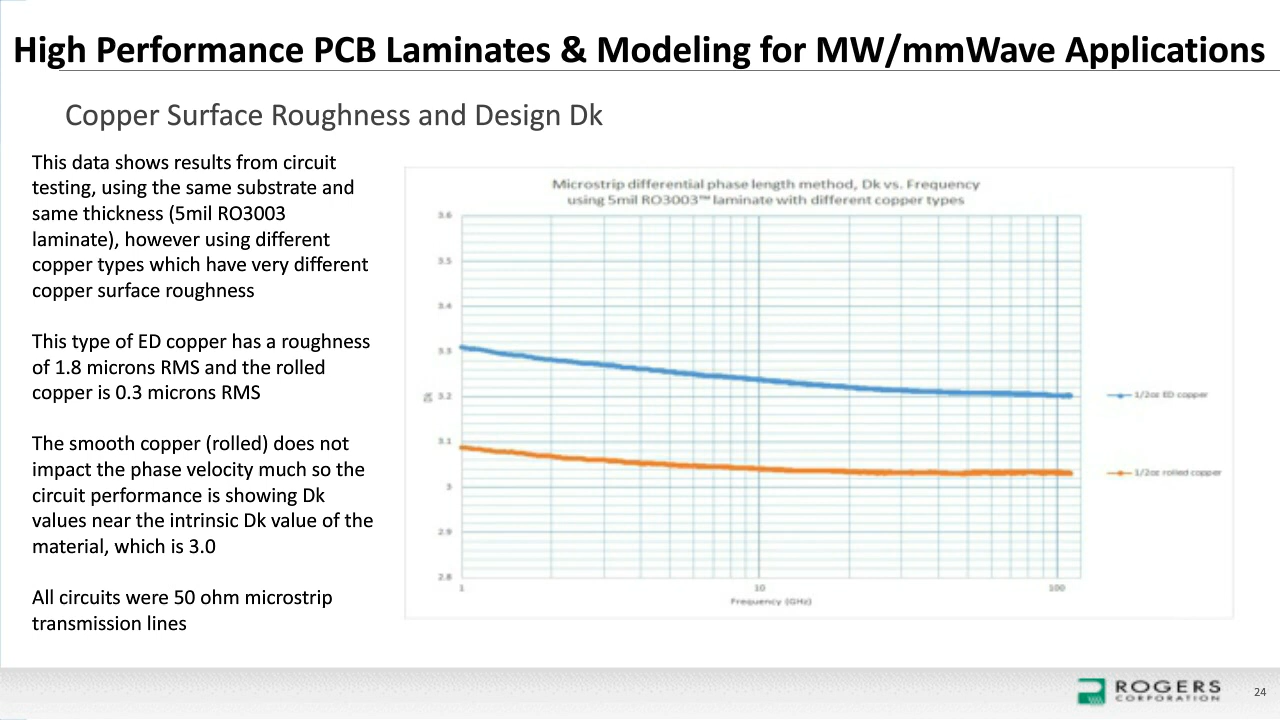 High Performance PCB Laminates & Modeling for MW/mmWave Applications
Copper Surface Roughness and Design Dk
This data shows results from circuit
testing, using the same substrate and
same thickness (5mil RO3003
laminate), however using different
copper types which have very different
copper surface roughness
This type of ED copper has a roughness
of 1.8 microns RMS and the rolled
copper is 0.3 microns RMS
The smooth copper (rolled) does not
impact the phase velocity much so the
circuit performance is showing Dk
values near the intrinsic Dk value of the
material, which is 3.0
All circuits were 50 ohm microstrip
transmission lines
Microstrip differential phase length method, Dk vs. Frequency
using 5mil RO3003™ laminate with different copper types
3.6
3.5
3.4
3.3
3.2
3.1
3
2.9
2.8
Dk
1
10
100
Frequency (GHz)
1/2oz ED copper
1/2oz rolled copper
ROGERS
CORPORATION
24